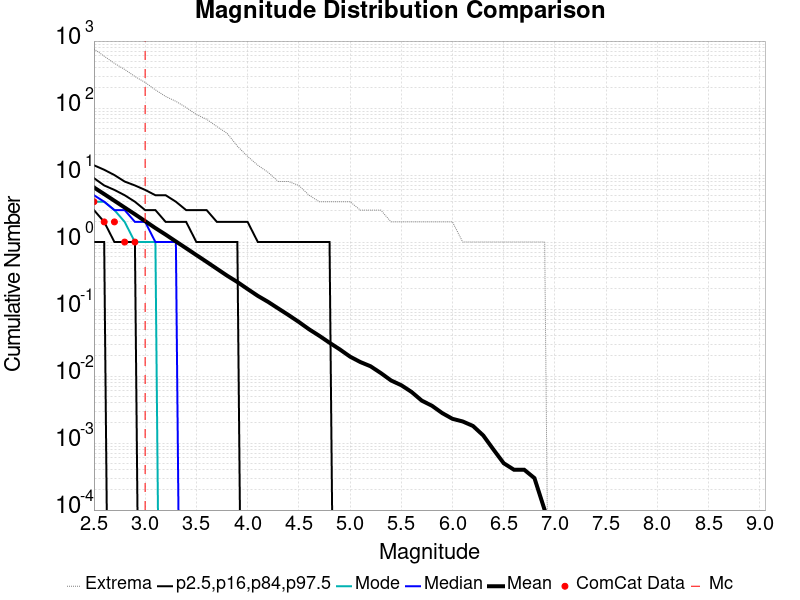 Magnitude Distribution Comparison
10^3
10^2
10^1
10^0
10^-1
10^-2
10^-3
10^-4
Cumulative Number
2.5 3.0 3.5 4.0 4.5 5.0 5.5 6.0 6.5 7.0 7.5 8.0 8.5 9.0
Magnitude
Extrema p2.5,p16,p84,p97.5 Mode Median Mean ComCat Data Mc